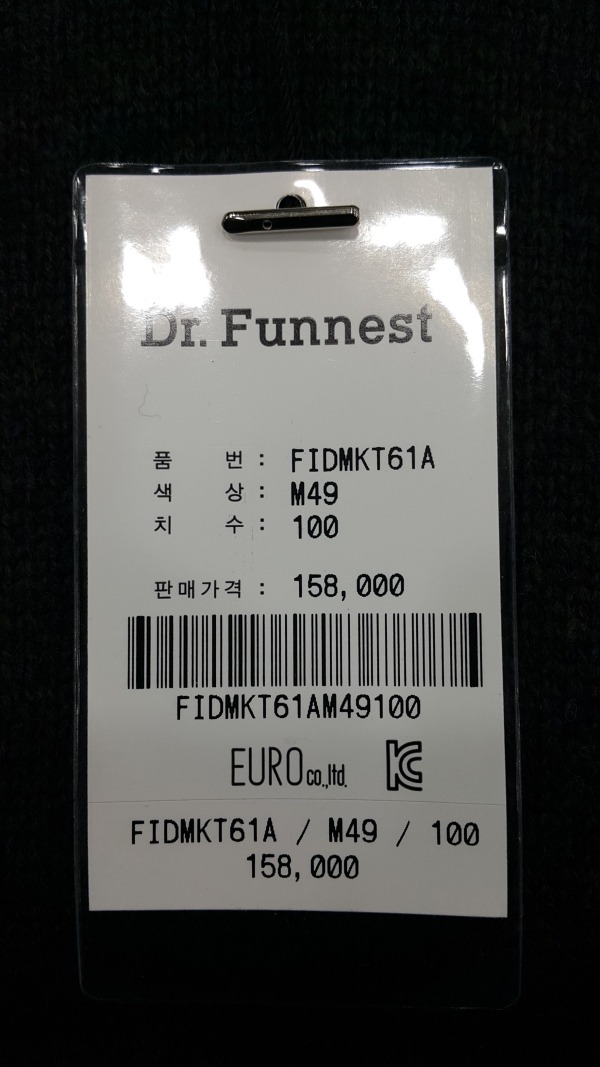 Dr. Funnest
품 번 : FIDMKT61A
색 상 : M49
치 수 : 100
판매가격 : 158,000
FIDMKT61AM49100
EURO co.,ltd.
FIDMKT61A / M49 / 100
158,000